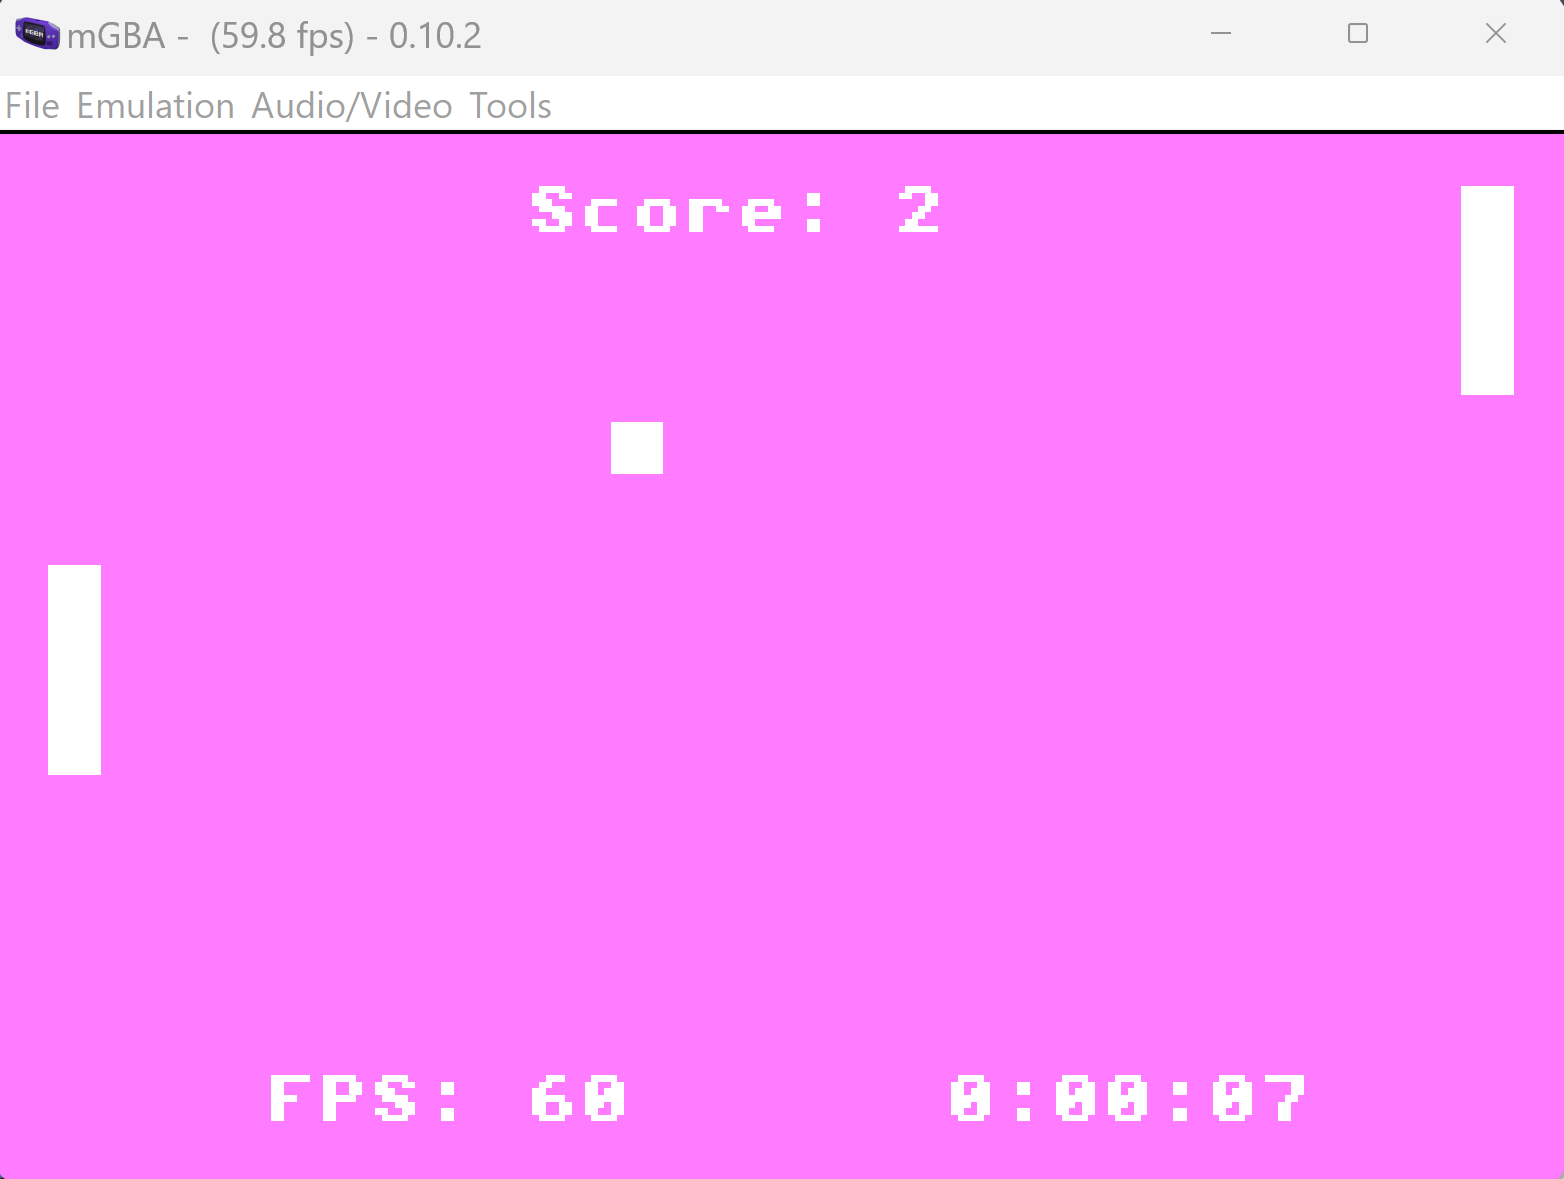 mGBA -  (59.8 fps) - 0.10.2
File Emulation Audio/Video Tools
Score: 2
FPS: 60 0:00:07